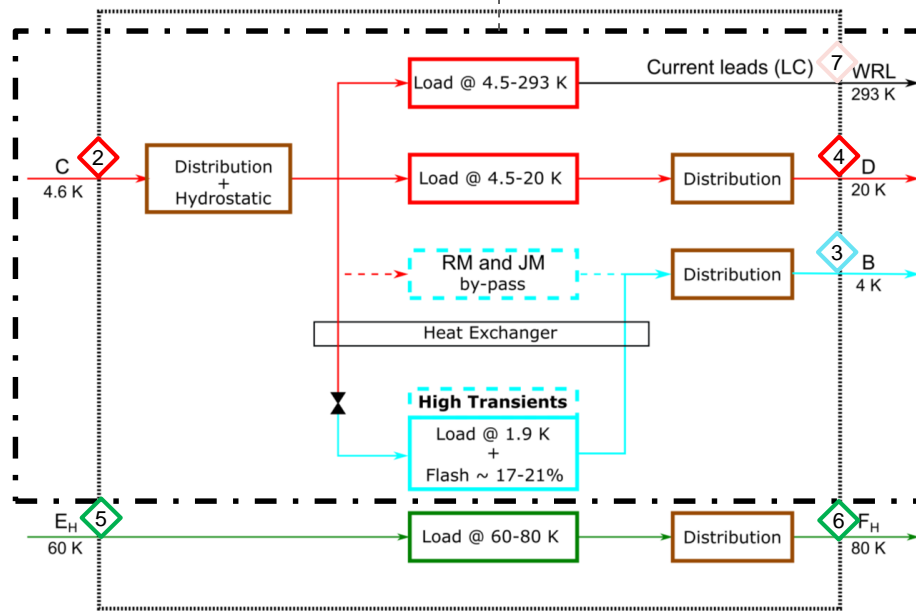 7
Current leads (LC)
WRL
293 K
Load @ 4.5-293 K
2
C
4.6 K
Distribution
+
Hydrostatic
Load @ 4.5-20 K
Distribution
4
D
20 K
3
RM and JM
by-pass
Distribution
B
4 K
Heat Exchanger
High Transients
Load @ 1.9 K
+
Flash ~ 17-21%
5
EH
60 K
Load @ 60-80 K
Distribution
6
FH
80 K